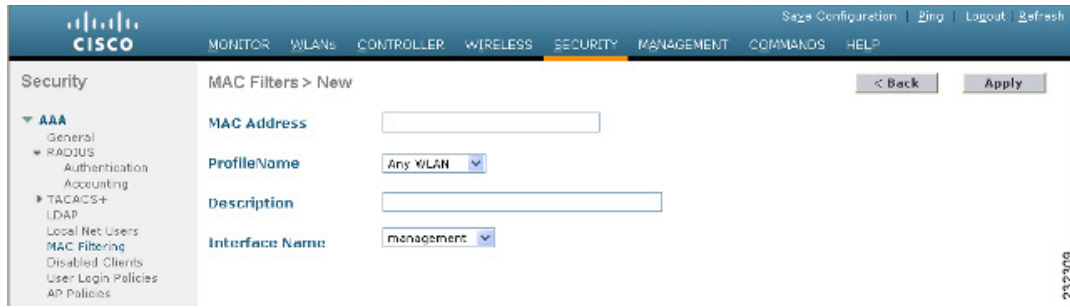 Save Configuration | Ping | Logout | Refresh
CISCO
MONITOR WLANs CONTROLLER WIRELESS SECURITY MANAGEMENT COMMANDS HELP
Security
MAC Filters > New
< Back
Apply
AAA
General
RADIUS
Authentication
Accounting
TACACS+
LDAP
Local Net Users
MAC Filtering
Disabled Clients
User Login Policies
AP Policies
MAC Address
ProfileName Any WLAN
Description
Interface Name management
232309